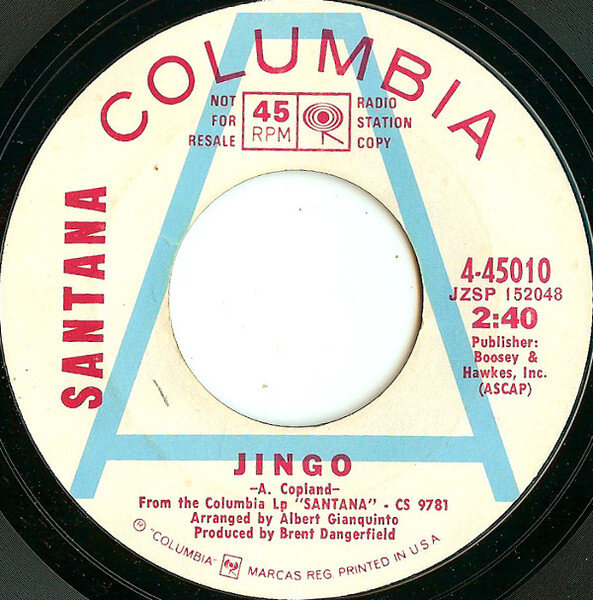 COLUMBIA
NOT
FOR
RESALE
45
RPM
RADIO
STATION
COPY
SANTANA
4-45010
JZSP 152048
2:40
Publisher:
Boosey &
Hawkes, Inc.
(ASCAP)
JINGO
-A. Copland-
From the Columbia Lp "SANTANA" - CS 9781
Arranged by Albert Gianquinto
Produced by Brent Dangerfield
℗ "COLUMBIA" MARCAS REG. PRINTED IN U.S.A